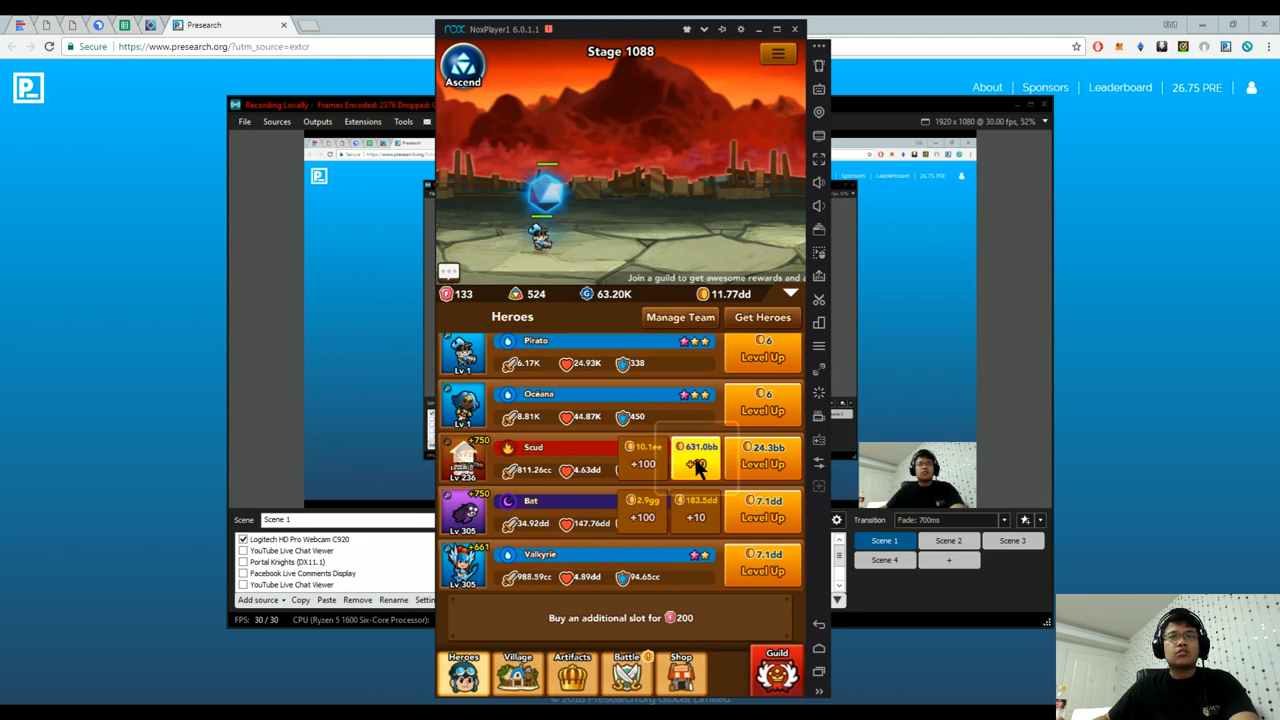 Presearch
Secure
https://www.presearch.org/?utm_source=extcr
About
Sponsors
Leaderboard
26.75 PRE
nox NoxPlayer1 6.0.1.1
Stage 1088
Ascend
Recording Locally - Frames Encoded: 2376 Dropped:
File
Sources
Outputs
Extensions
Tools
1920 x 1080 @ 30.00 fps, 52%
Join a guild to get awesome rewards and a
133
524
63.20K
11.77dd
Heroes
Manage Team
Get Heroes
Pirato
6
Level Up
Lv 1
6.17K
24.93K
338
Océana
6
Level Up
Lv 1
8.81K
44.87K
450
+750
Scud
10.1ee
+100
631.0bb
24.3bb
Level Up
Lv 236
811.26cc
4.63dd
+750
Bat
2.9gg
+100
183.5dd
+10
7.1dd
Level Up
Lv 305
34.92dd
147.76dd
+661
Valkyrie
7.1dd
Level Up
Lv 305
988.59cc
4.89dd
94.65cc
Buy an additional slot for 200
Heroes
Village
Artifacts
Battle
Shop
Guild
Scene
Scene 1
Logitech HD Pro Webcam C920
YouTube Live Chat Viewer
Portal Knights (DX11.1)
Facebook Live Comments Display
YouTube Live Chat Viewer
Add source
Copy
Paste
Remove
Rename
FPS: 30 / 30
CPU (Ryzen 5 1600 Six-Core Processor):
Transition
Fade: 700ms
Scene 1
Scene 2
Scene 3
Scene 4
+